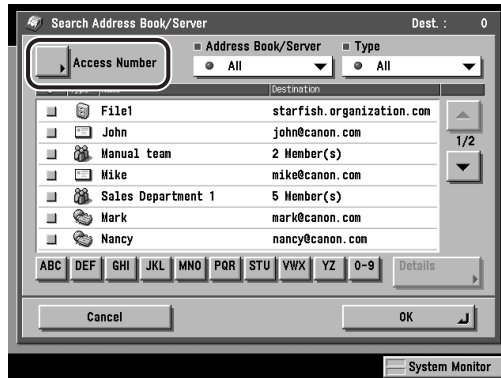 Search Address Book/Server Dest. : 0
Access Number
Address Book/Server Type
All All
Destination
File1 starfish.organization.com
John john@canon.com
1/2
Manual team 2 Member(s)
Mike mike@canon.com
Sales Department 1 5 Member(s)
Mark mark@canon.com
Nancy nancy@canon.com
ABC DEF GHI JKL MNO PQR STU VWX YZ 0-9 Details
Cancel OK
System Monitor